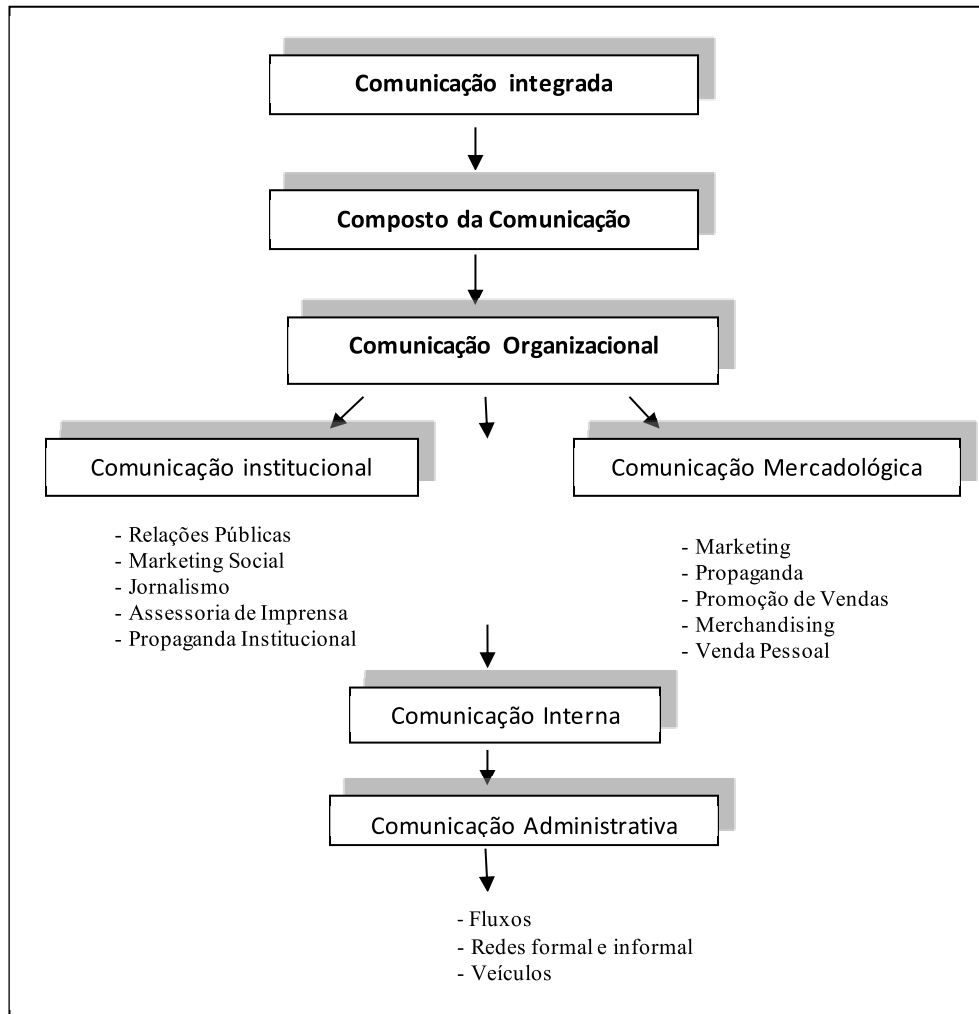 Comunicação integrada
Composto da Comunicação
Comunicação Organizacional
Comunicação institucional
Comunicação Mercadológica
- Relações Públicas
- Marketing Social
- Jornalismo
- Assessoria de Imprensa
- Propaganda Institucional
- Marketing
- Propaganda
- Promoção de Vendas
- Merchandising
- Venda Pessoal
Comunicação Interna
Comunicação Administrativa
- Fluxos
- Redes formal e informal
- Veículos